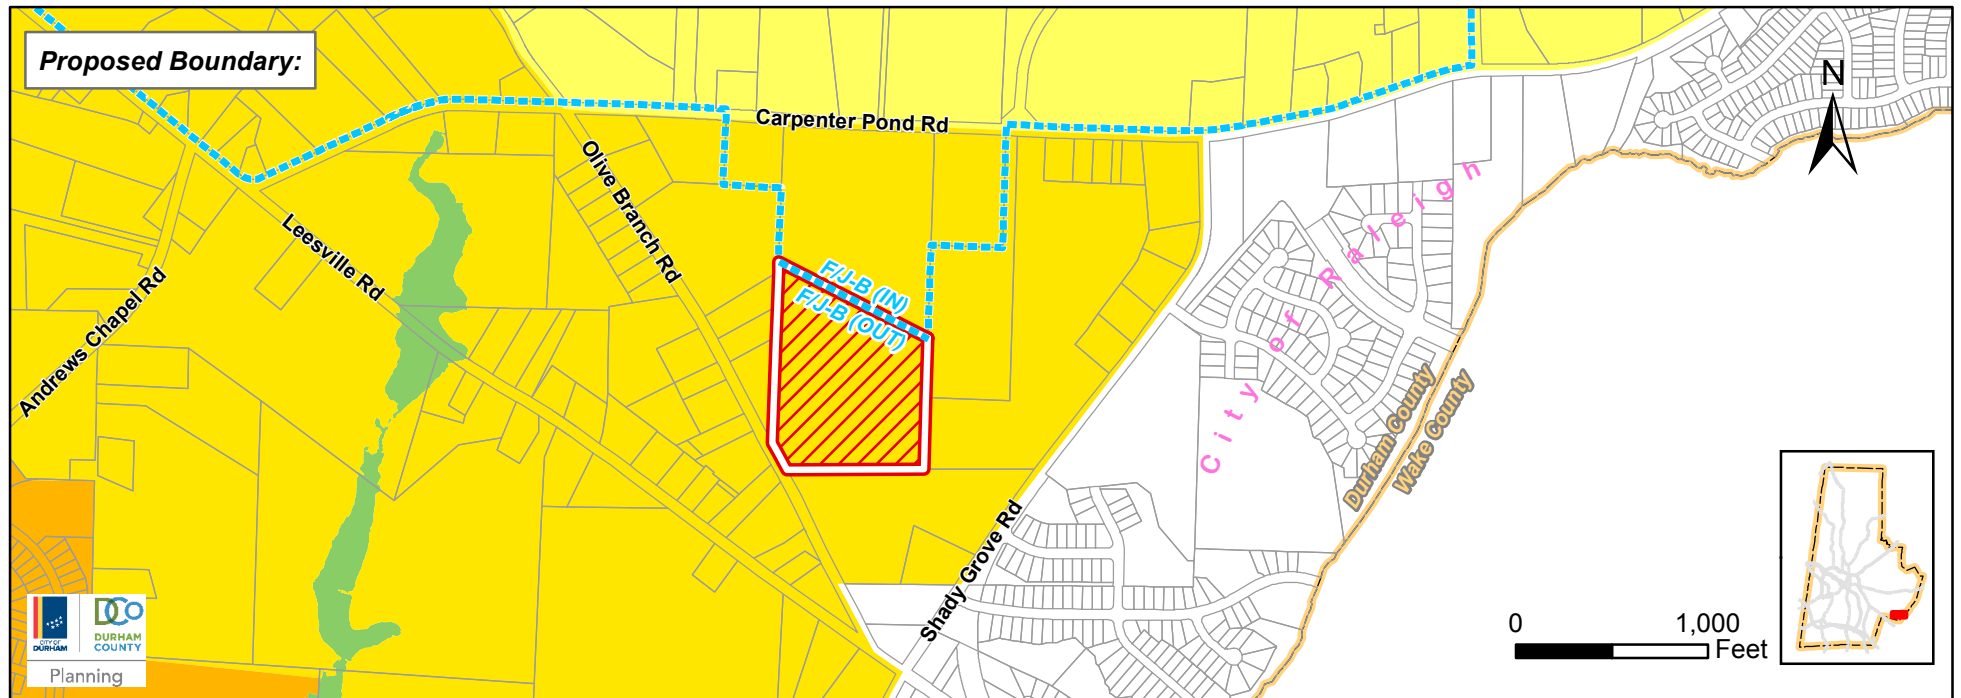 Proposed Boundary:
N
Carpenter Pond Rd
Olive Branch Rd
Leesville Rd
Andrews Chapel Rd
F/J-B (IN)
F/J-B (OUT)
City of Raleigh
Durham County
Wake County
Shady Grove Rd
0 1,000
Feet
CITY OF
DURHAM
DCo
DURHAM
COUNTY
Planning